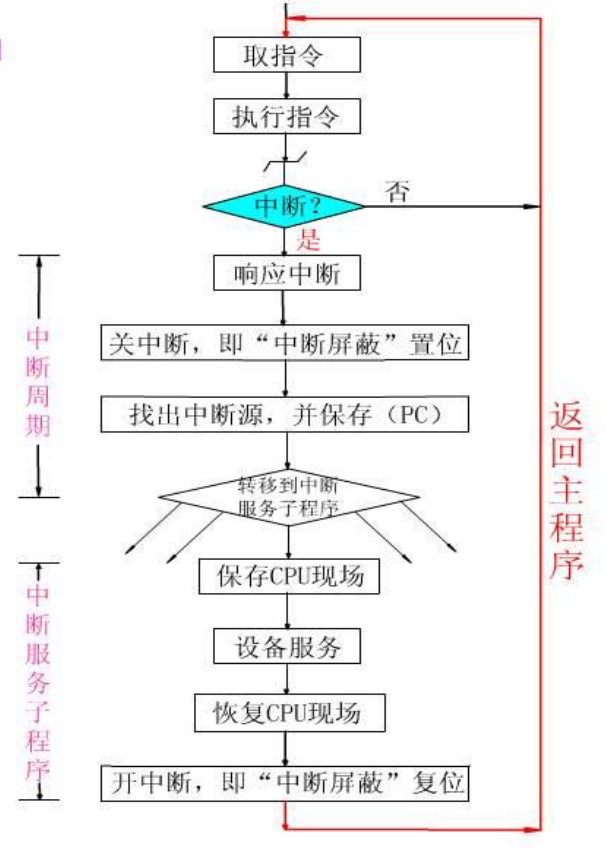 取指令
执行指令
中断？
否
是
响应中断
关中断，即“中断屏蔽”置位
找出中断源，并保存（PC）
转移到中断
服务子程序
保存CPU现场
设备服务
恢复CPU现场
开中断，即“中断屏蔽”复位
中断周期
中断服务子程序
返回主程序